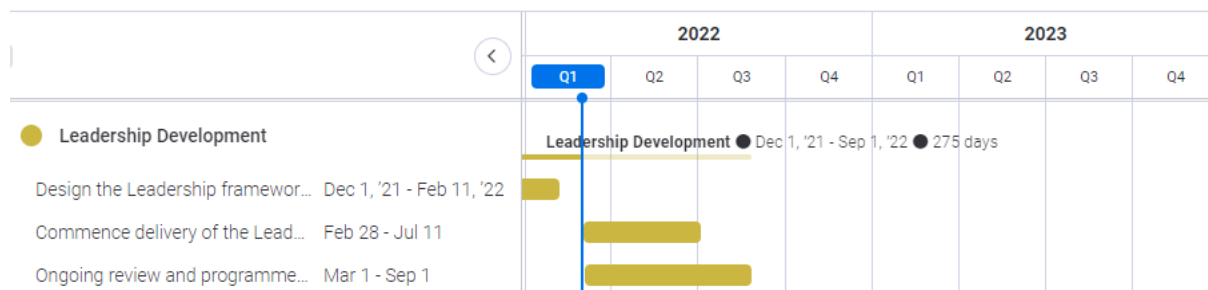 2022 2023
Q1 Q2 Q3 Q4 Q1 Q2 Q3 Q4
Leadership Development
Leadership Development ● Dec 1, '21 - Sep 1, '22 ● 275 days
Design the Leadership framewor... Dec 1, '21 - Feb 11, '22
Commence delivery of the Lead... Feb 28 - Jul 11
Ongoing review and programme... Mar 1 - Sep 1